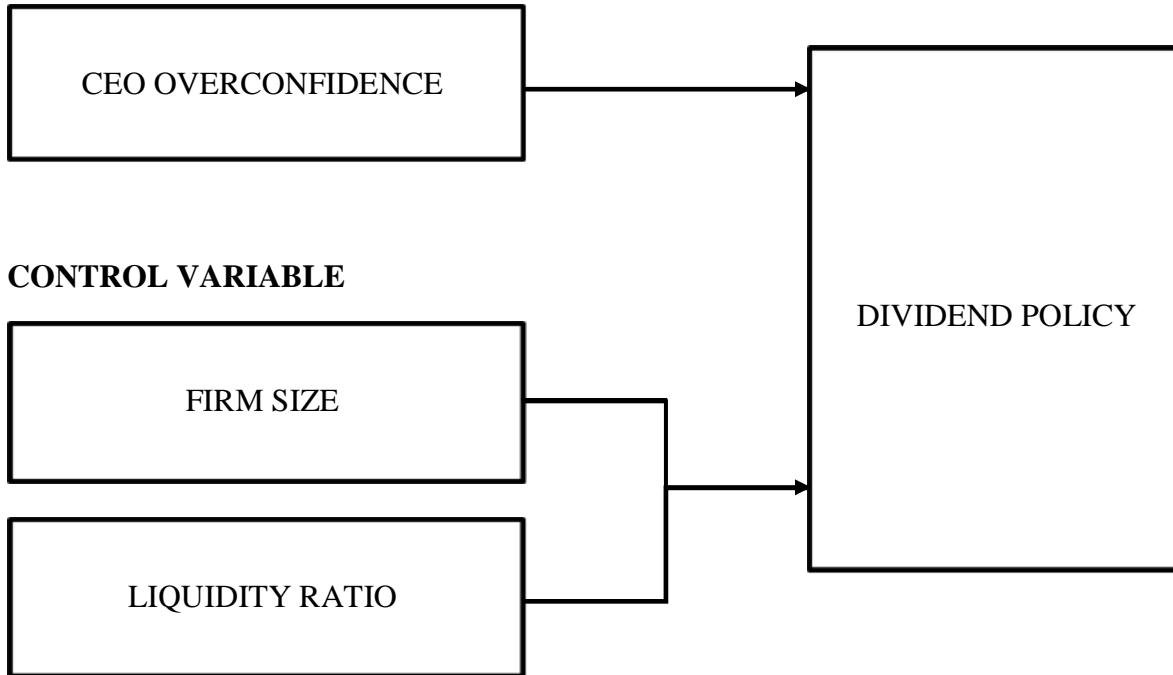 CEO OVERCONFIDENCE
CONTROL VARIABLE
FIRM SIZE
LIQUIDITY RATIO
DIVIDEND POLICY